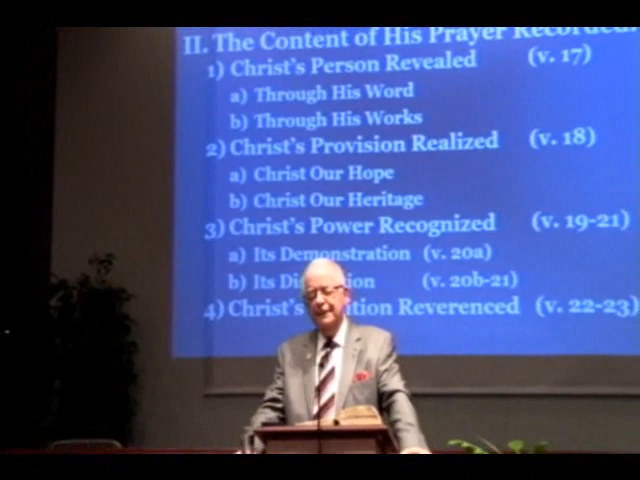 II. The Content of His Prayer Recorded.
1) Christ's Person Revealed (v. 17)
a) Through His Word
b) Through His Works
2) Christ's Provision Realized (v. 18)
a) Christ Our Hope
b) Christ Our Heritage
3) Christ's Power Recognized (v. 19-21)
a) Its Demonstration (v. 20a)
b) Its (v. 20b-21)
4) Christ's Reverenced (v. 22-23)